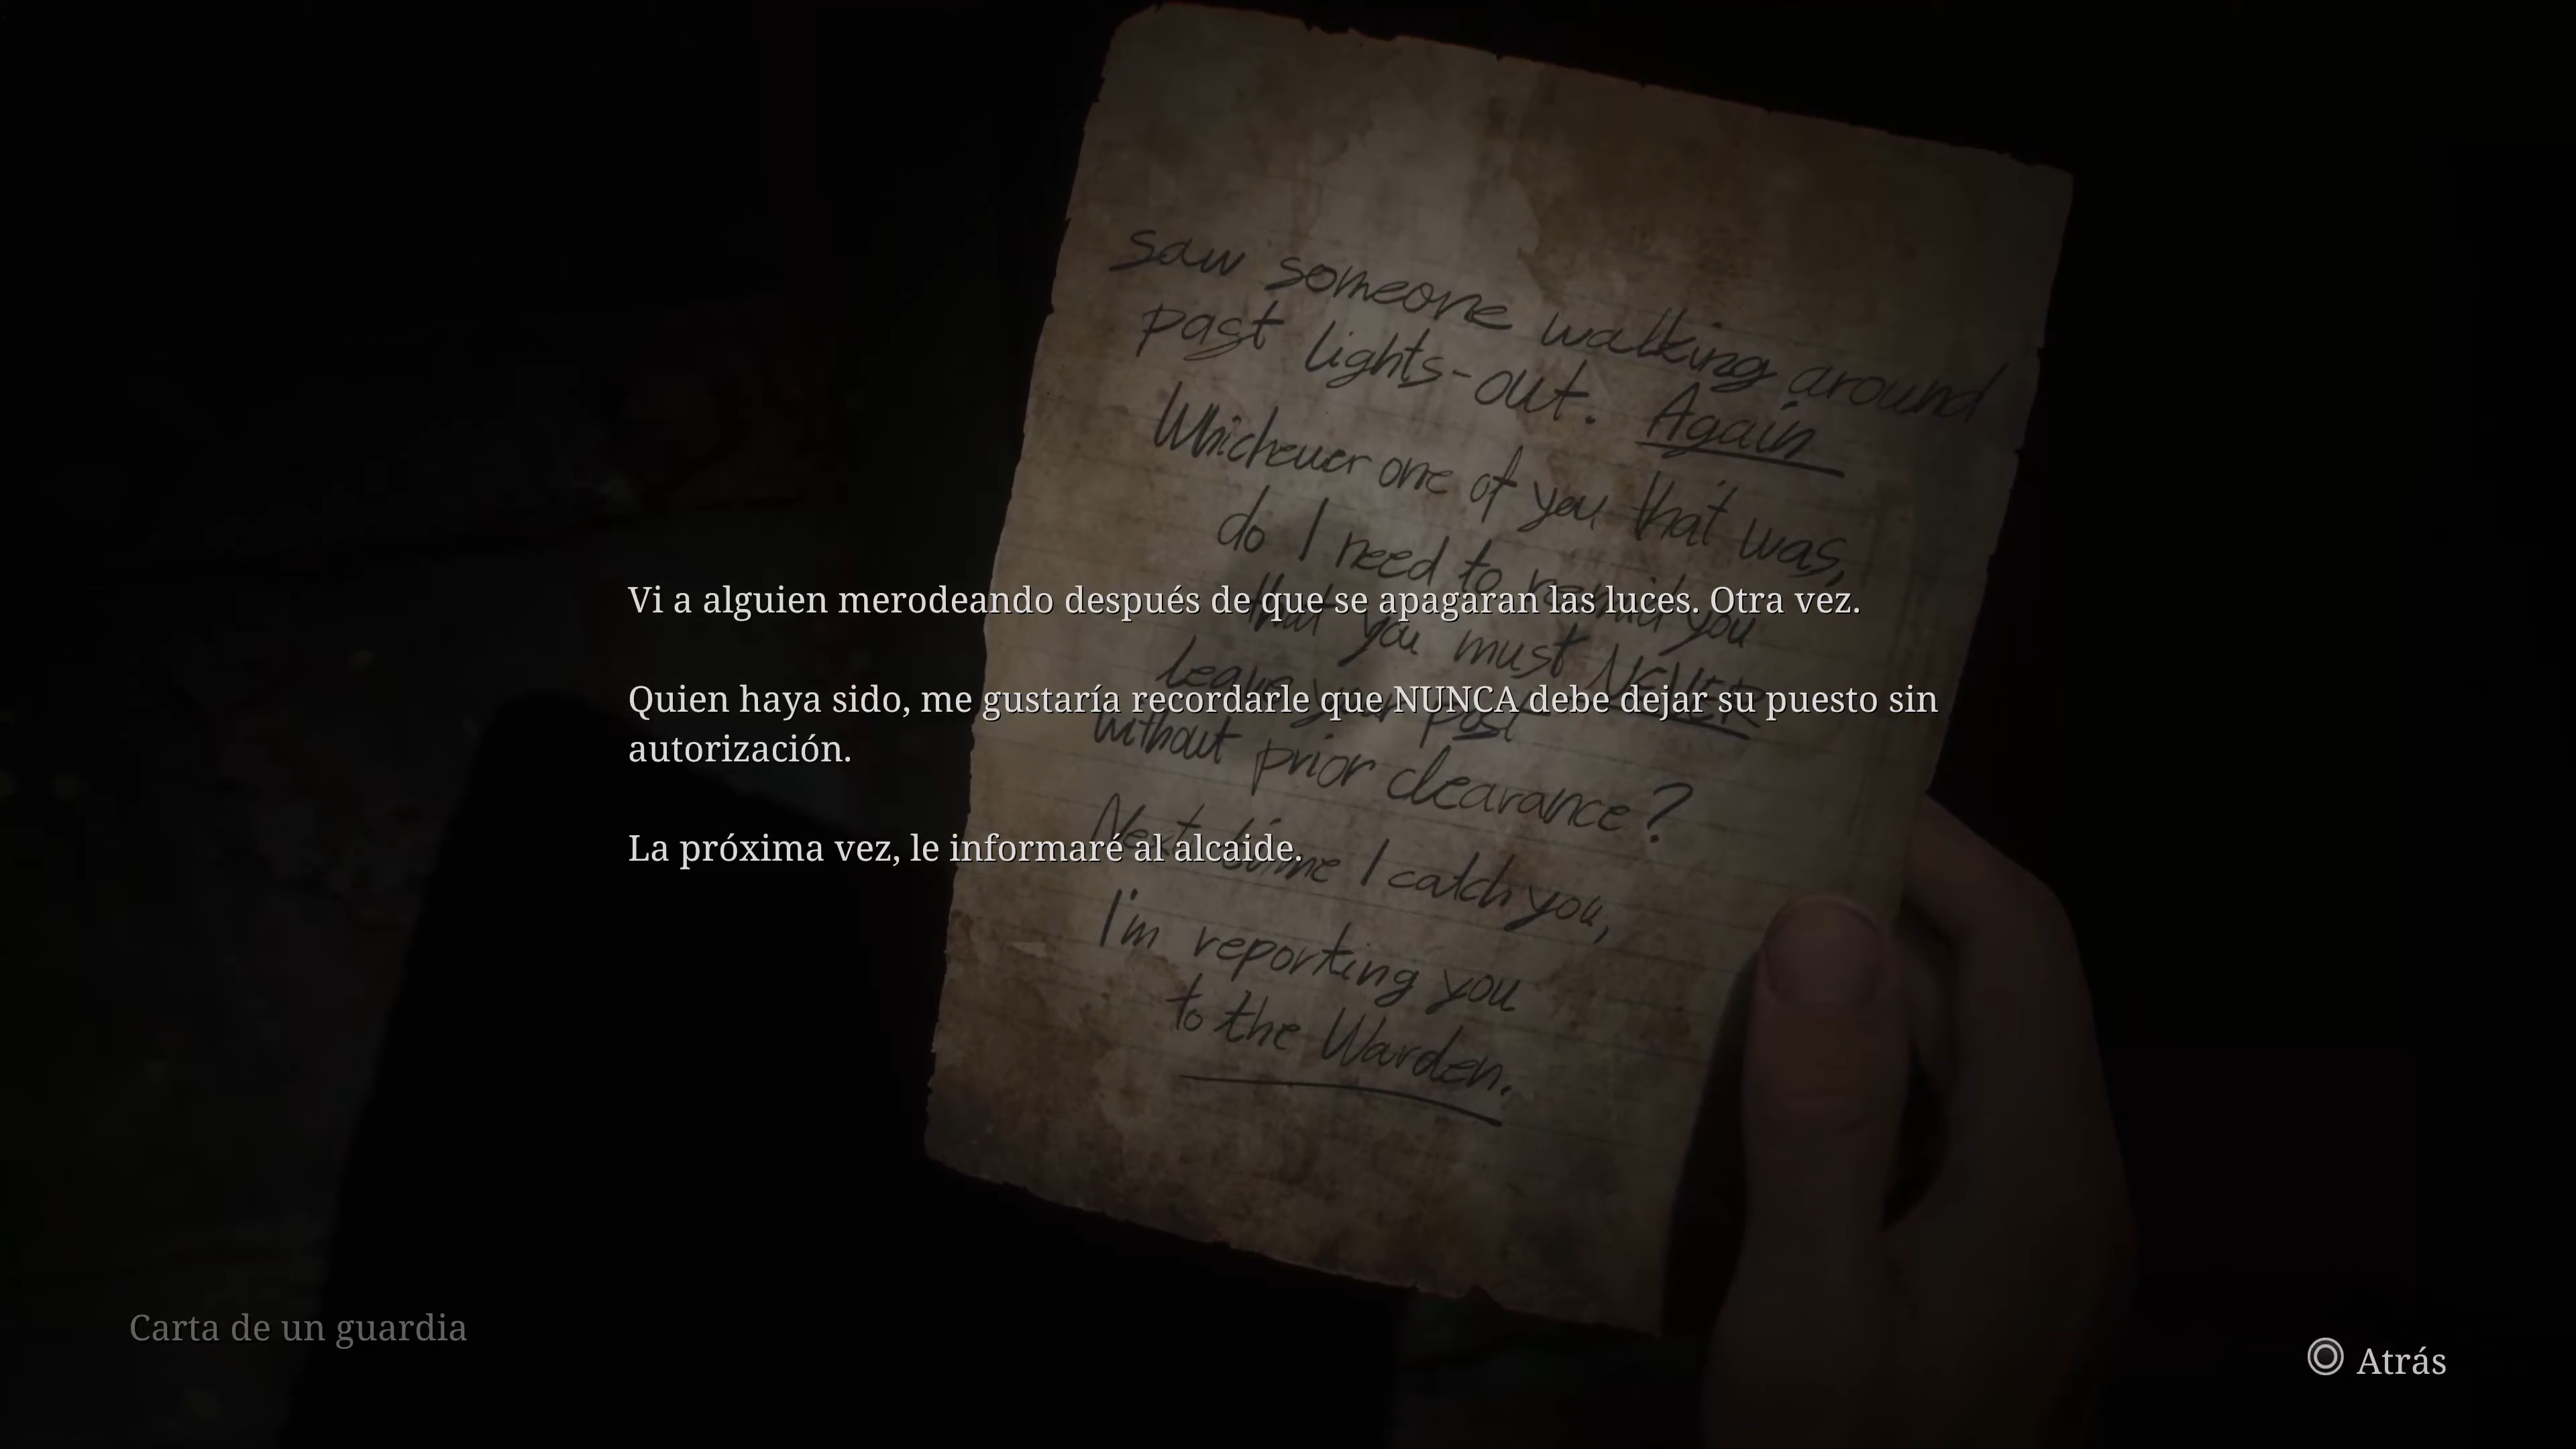 saw someone walking around
past lights-out. Again
Whichever one of you that was,
do I need to remind you
that you must NEVER
leave your post
without prior clearance?
Next time I catch you,
I'm reporting you
to the Warden.
Vi a alguien merodeando después de que se apagaran las luces. Otra vez.
Quien haya sido, me gustaría recordarle que NUNCA debe dejar su puesto sin
autorización.
La próxima vez, le informaré al alcaide.
Carta de un guardia
Atrás